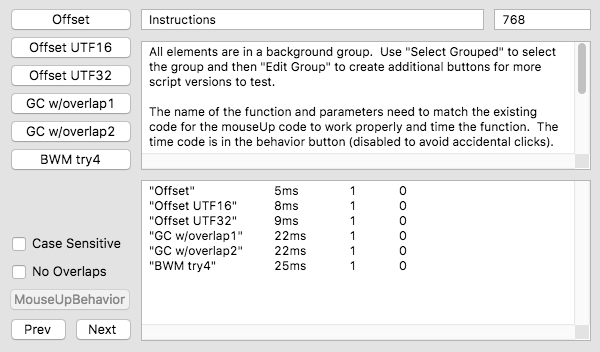 Offset
Instructions
768
Offset UTF16
Offset UTF32
GC w/overlap1
GC w/overlap2
BWM try4
All elements are in a background group.  Use "Select Grouped" to select
the group and then "Edit Group" to create additional buttons for more
script versions to test.
The name of the function and parameters need to match the existing
code for the mouseUp code to work properly and time the function.  The
time code is in the behavior button (disabled to avoid accidental clicks).
"Offset" 5ms 1 0
"Offset UTF16" 8ms 1 0
"Offset UTF32" 9ms 1 0
"GC w/overlap1" 22ms 1 0
"GC w/overlap2" 22ms 1 0
"BWM try4" 25ms 1 0
Case Sensitive
No Overlaps
MouseUpBehavior
Prev Next